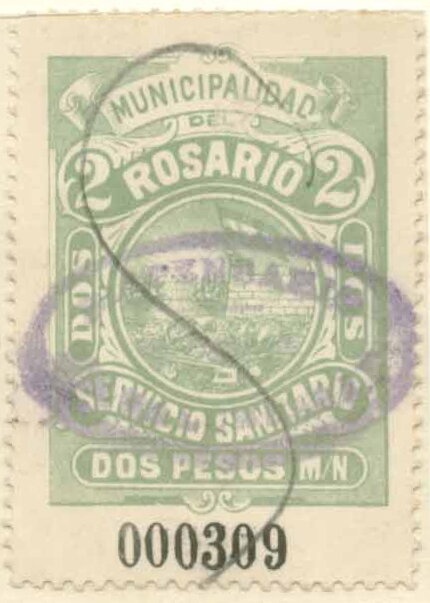 MUNICIPALIDAD
DEL
2 ROSARIO 2
DOS DOS
SERVICIO SANITARIO
DOS PESOS M/N
000309